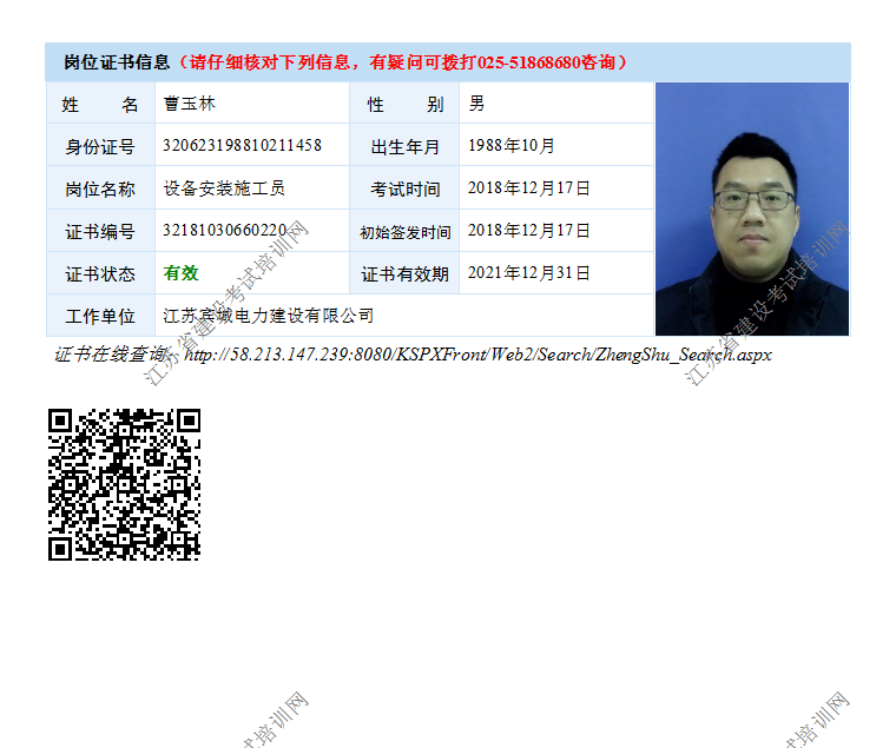 岗位证书信息（请仔细核对下列信息，有疑问可拨打025-51868680咨询）
姓 名 曹玉林 性 别 男
身份证号 320623198810211458 出生年月 1988年10月
岗位名称 设备安装施工员 考试时间 2018年12月17日
证书编号 32181030660220 初始签发时间 2018年12月17日
证书状态 有效 证书有效期 2021年12月31日
工作单位 江苏宾城电力建设有限公司
证书在线查询：http://58.213.147.239:8080/KSPXFront/Web2/Search/ZhengShu_Search.aspx
江苏省建设考试培训网
江苏省建设考试培训网
试培训网
试培训网